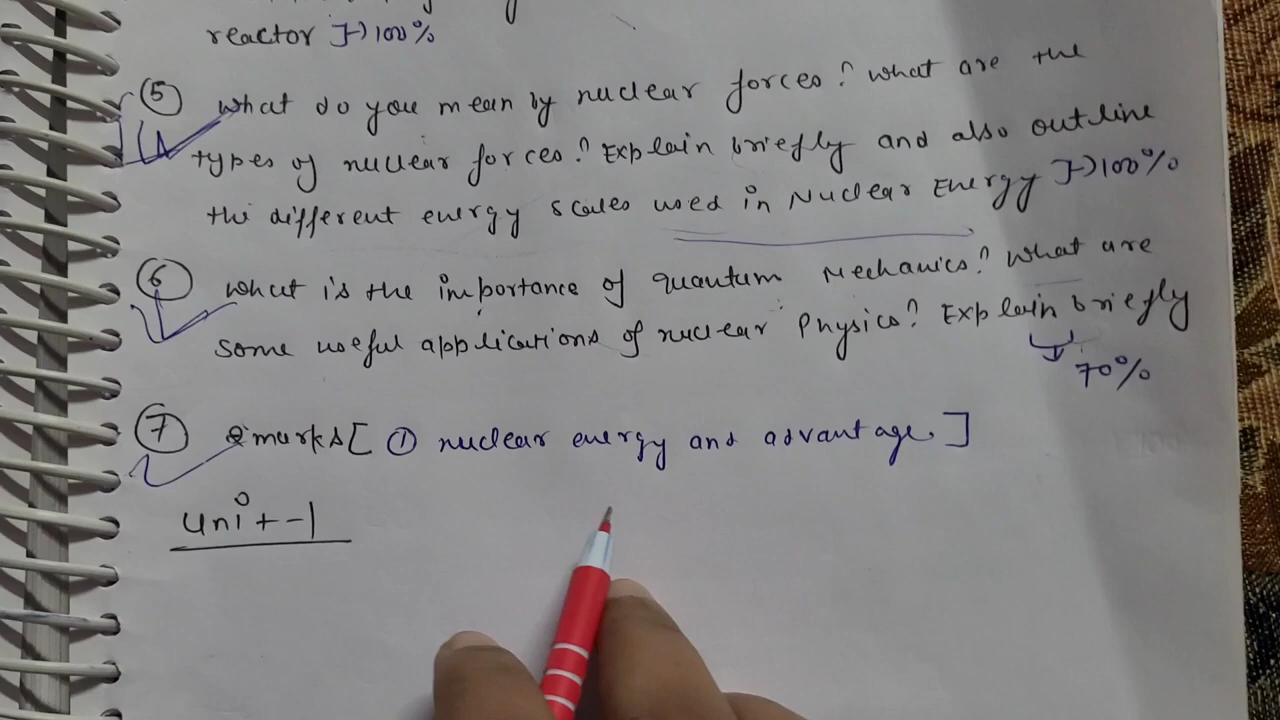 reactor ]-) 100%
(5) what do you mean by nuclear forces? what are the
types of nuclear forces? Explain briefly and also outline
the different energy scales used in Nuclear Energy ]-) 100%
(6) what is the importance of quantum Mechanics? What are
some useful applications of nuclear Physics? Explain briefly
70%
(7) 2marks [ ① nuclear energy and advantage. ]
unit-1